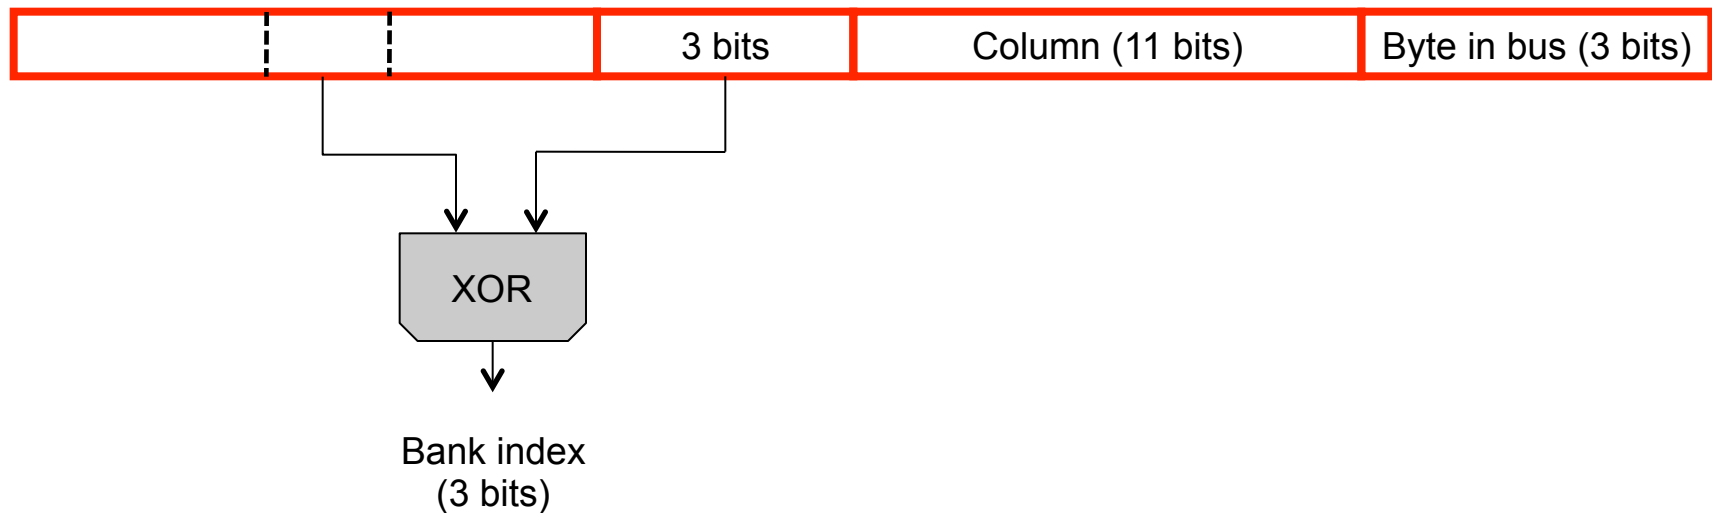 3 bits
Column (11 bits)
Byte in bus (3 bits)
XOR
Bank index
(3 bits)